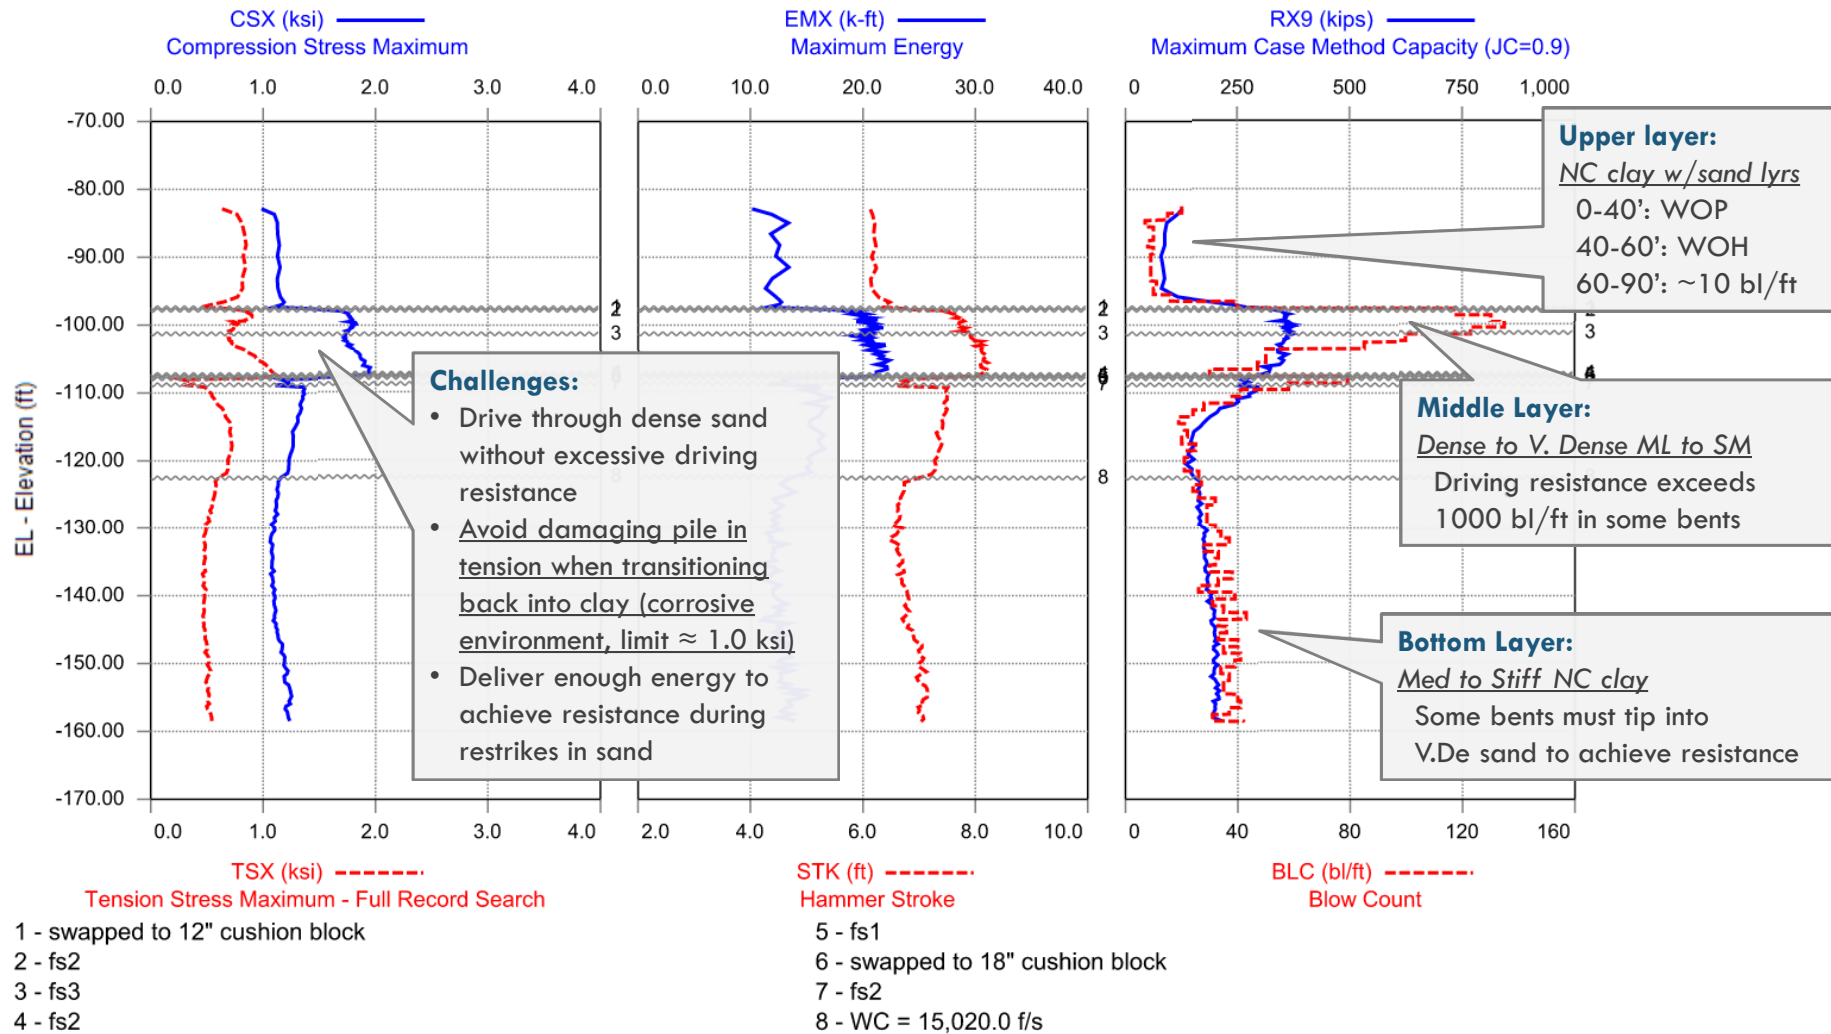 CSX (ksi)
Compression Stress Maximum
EMX (k-ft)
Maximum Energy
RX9 (kips)
Maximum Case Method Capacity (JC=0.9)
0.0 1.0 2.0 3.0 4.0
0.0 10.0 20.0 30.0 40.0
0 250 500 750 1,000
EL - Elevation (ft)
-70.00
-80.00
-90.00
-100.00
-110.00
-120.00
-130.00
-140.00
-150.00
-160.00
-170.00
2
3
2
3
8
2
3
7
8
2
3
Upper layer:
NC clay w/sand lyrs
0-40’: WOP
40-60’: WOH
60-90’: ~10 bl/ft
Challenges:
• Drive through dense sand
without excessive driving
resistance
• Avoid damaging pile in
tension when transitioning
back into clay (corrosive
environment, limit ≈ 1.0 ksi)
• Deliver enough energy to
achieve resistance during
restrikes in sand
Middle Layer:
Dense to V. Dense ML to SM
Driving resistance exceeds
1000 bl/ft in some bents
Bottom Layer:
Med to Stiff NC clay
Some bents must tip into
V.De sand to achieve resistance
0.0 1.0 2.0 3.0 4.0
2.0 4.0 6.0 8.0 10.0
0 40 80 120 160
TSX (ksi)
Tension Stress Maximum - Full Record Search
STK (ft)
Hammer Stroke
BLC (bl/ft)
Blow Count
1 - swapped to 12" cushion block
2 - fs2
3 - fs3
4 - fs2
5 - fs1
6 - swapped to 18" cushion block
7 - fs2
8 - WC = 15,020.0 f/s